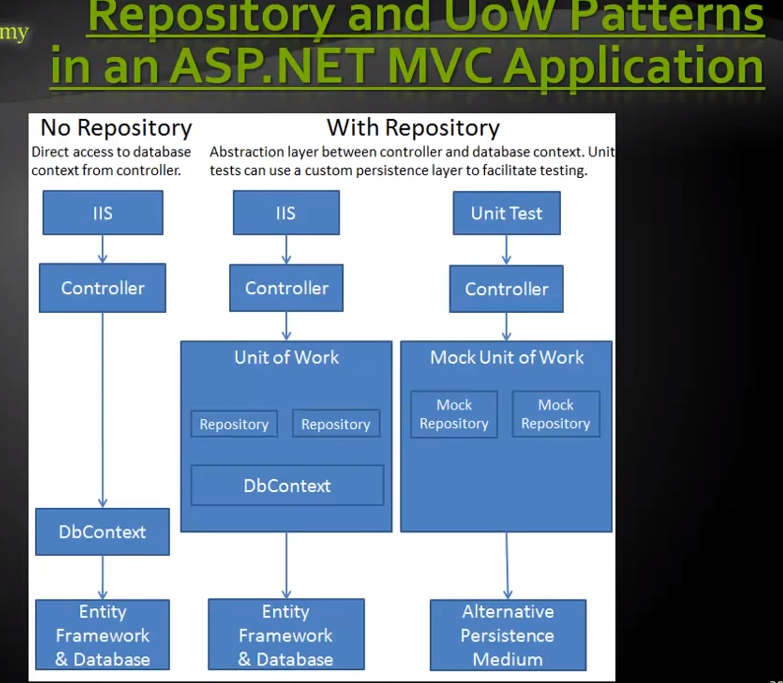 my
Repository and UoW Patterns
in an ASP.NET MVC Application
No Repository
Direct access to database
context from controller.
IIS
Controller
DbContext
Entity
Framework
& Database
With Repository
Abstraction layer between controller and database context. Unit
tests can use a custom persistence layer to facilitate testing.
IIS
Controller
Unit of Work
Repository
Repository
DbContext
Entity
Framework
& Database
Unit Test
Controller
Mock Unit of Work
Mock
Repository
Mock
Repository
Alternative
Persistence
Medium